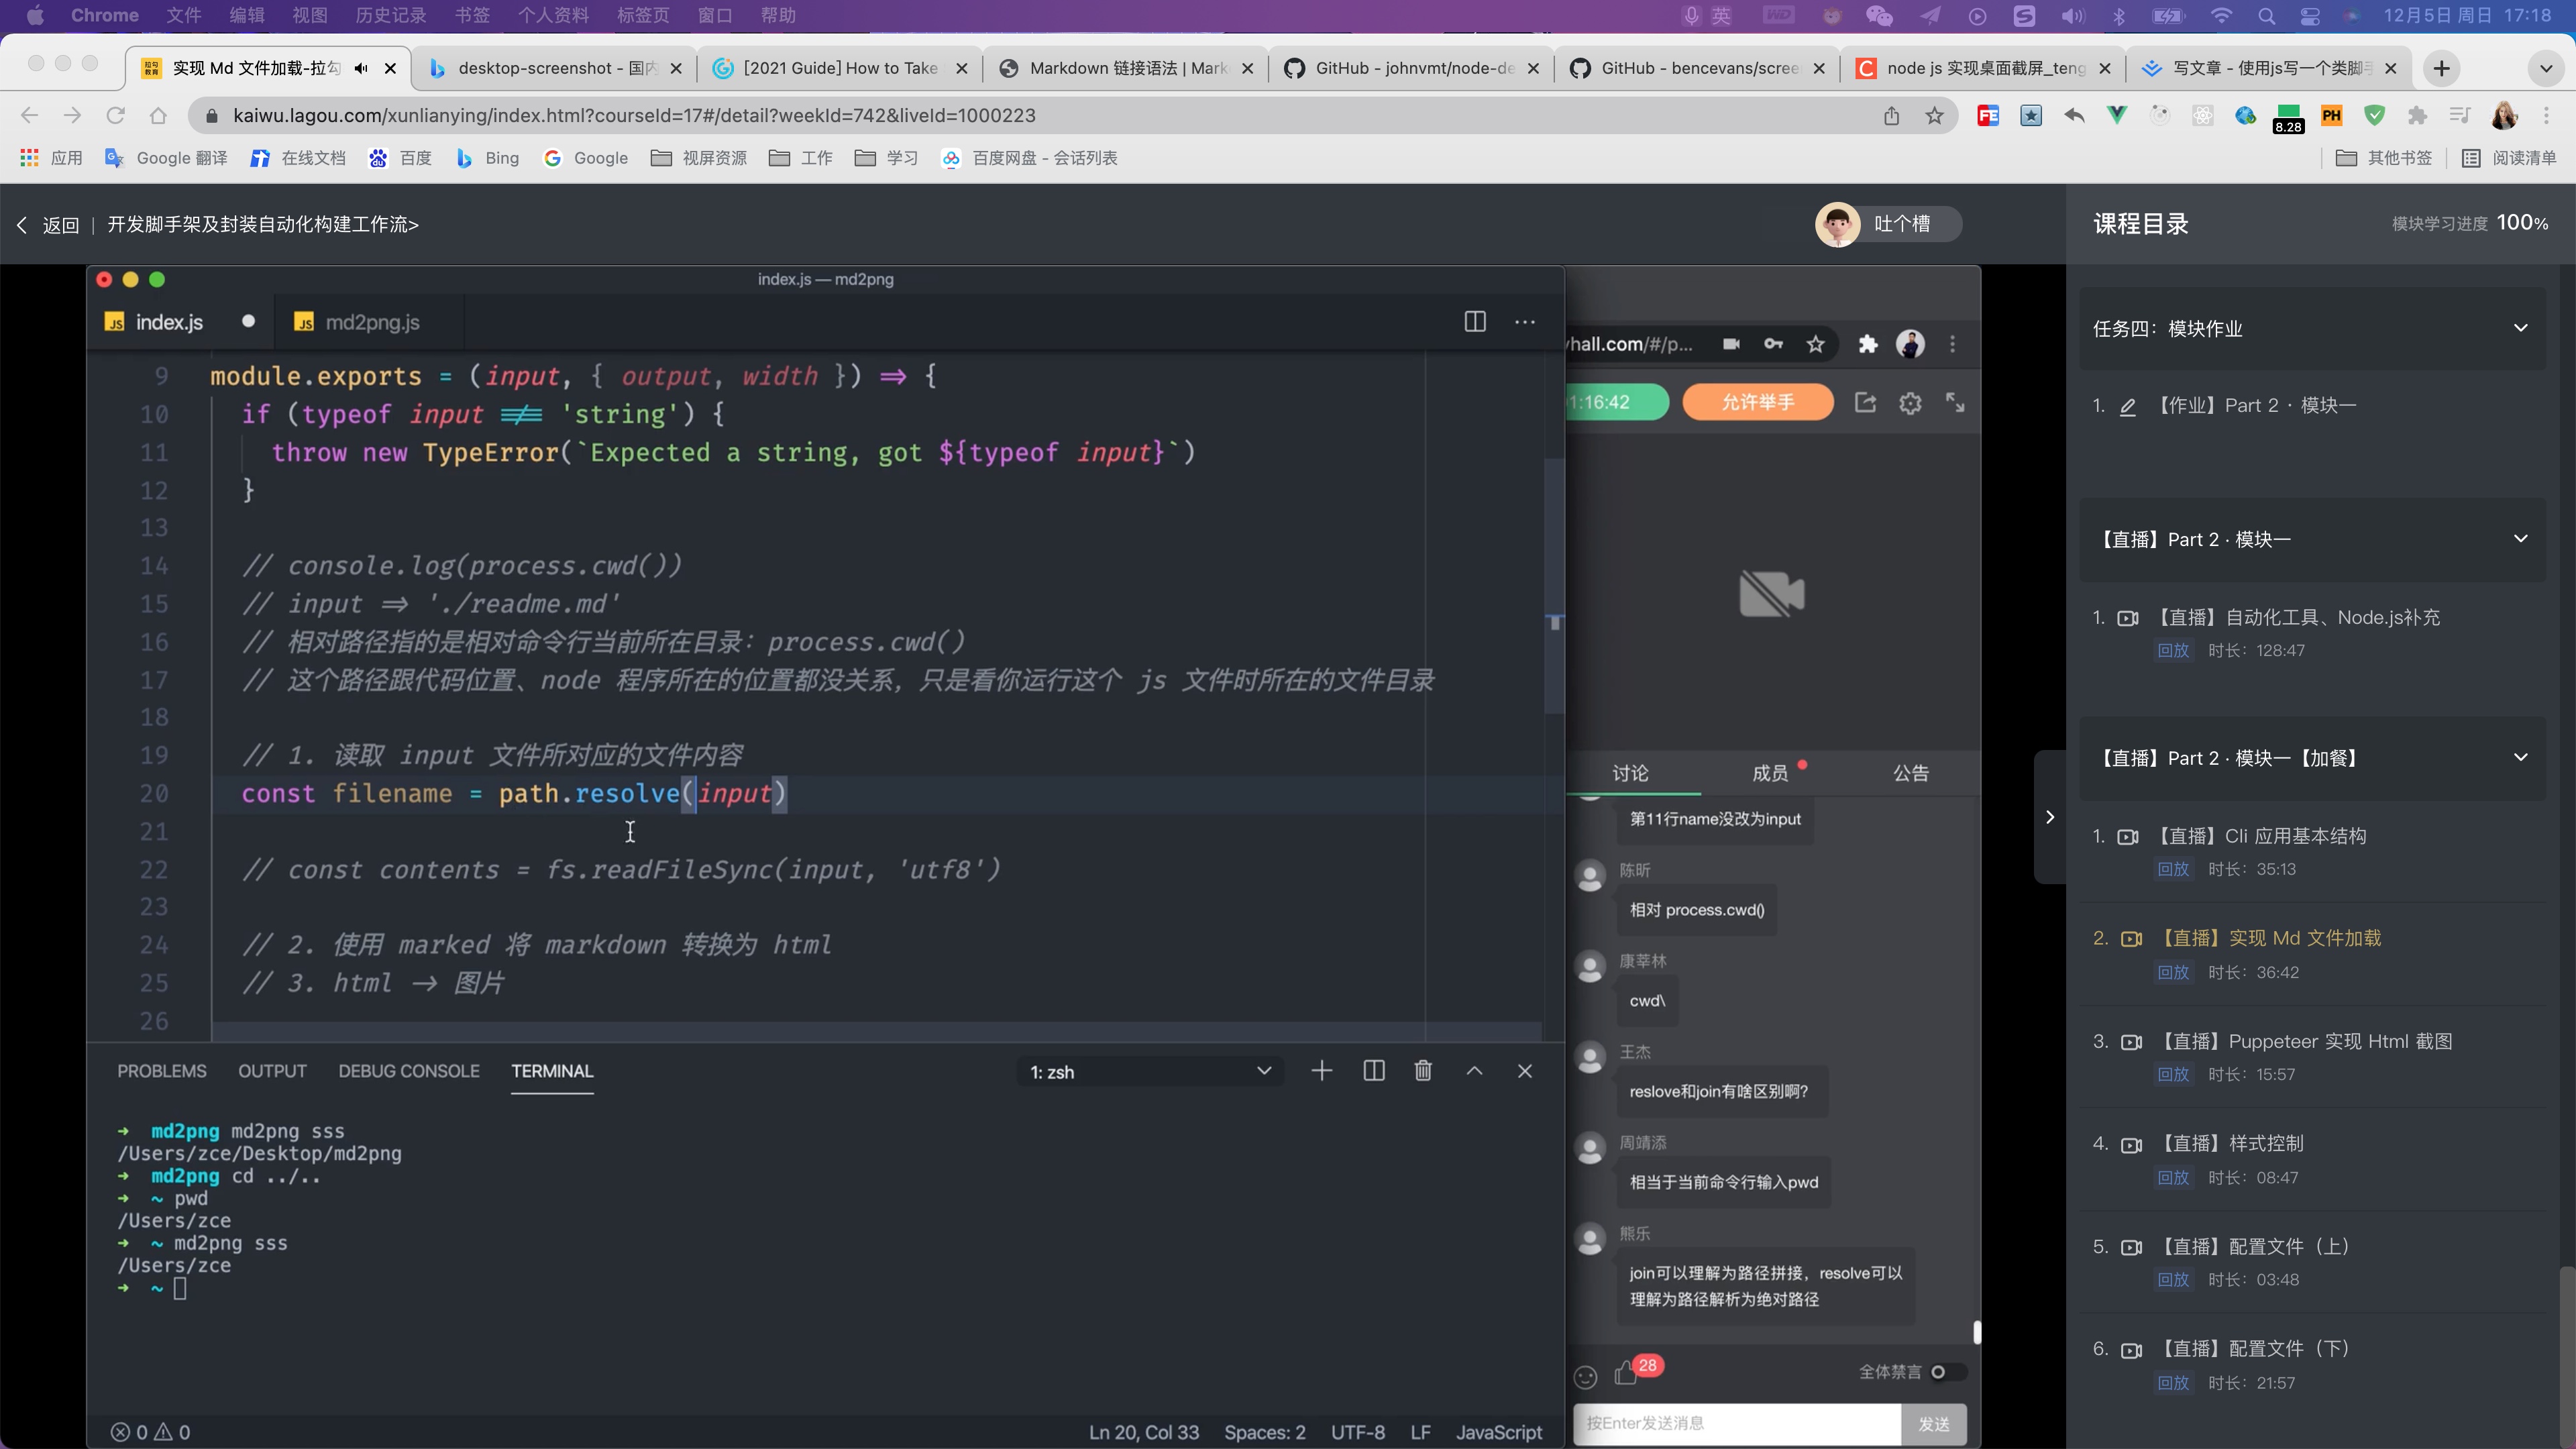 Chrome 文件 编辑 视图 历史记录 书签 个人资料 标签页 窗口 帮助 英 12月5日 周日 17:18
实现 Md 文件加载-拉勾
desktop-screenshot - 国内
[2021 Guide] How to Take
Markdown 链接语法 | Mark
GitHub - johnvmt/node-de
GitHub - bencevans/scree
node js 实现桌面截屏_teng
写文章 - 使用js写一个类脚手
kaiwu.lagou.com/xunlianying/index.html?courseId=17#/detail?weekId=742&liveId=1000223
FE
8.28
PH
应用 Google 翻译 在线文档 百度 Bing Google 视屏资源 工作 学习 百度网盘 - 会话列表 其他书签 阅读清单
返回 | 开发脚手架及封装自动化构建工作流>
吐个槽
课程目录 模块学习进度 100%
index.js — md2png
JS index.js
JS md2png.js
9 module.exports = (input, { output, width }) => {
10 if (typeof input !== 'string') {
11 throw new TypeError(`Expected a string, got ${typeof input}`)
12 }
13
14 // console.log(process.cwd())
15 // input => './readme.md'
16 // 相对路径指的是相对命令行当前所在目录：process.cwd()
17 // 这个路径跟代码位置、node 程序所在的位置都没关系，只是看你运行这个 js 文件时所在的文件目录
18
19 // 1. 读取 input 文件所对应的文件内容
20 const filename = path.resolve(input)
21
22 // const contents = fs.readFileSync(input, 'utf8')
23
24 // 2. 使用 marked 将 markdown 转换为 html
25 // 3. html -> 图片
26
PROBLEMS OUTPUT DEBUG CONSOLE TERMINAL 1: zsh
➜ md2png md2png sss
/Users/zce/Desktop/md2png
➜ md2png cd ../..
➜ ~ pwd
/Users/zce
➜ ~ md2png sss
/Users/zce
➜ ~
0 0 Ln 20, Col 33 Spaces: 2 UTF-8 LF JavaScript
hall.com/#/p...
1:16:42 允许举手
讨论 成员 公告
第11行name没改为input
陈昕
相对 process.cwd()
康莘林
cwd\
王杰
reslove和join有啥区别啊？
周靖添
相当于当前命令行输入pwd
熊乐
join可以理解为路径拼接，resolve可以
理解为路径解析为绝对路径
28
全体禁言
按Enter发送消息 发送
任务四：模块作业
1. 【作业】Part 2 · 模块一
【直播】Part 2 · 模块一
1. 【直播】自动化工具、Node.js补充
回放 时长：128:47
【直播】Part 2 · 模块一【加餐】
1. 【直播】Cli 应用基本结构
回放 时长：35:13
2. 【直播】实现 Md 文件加载
回放 时长：36:42
3. 【直播】Puppeteer 实现 Html 截图
回放 时长：15:57
4. 【直播】样式控制
回放 时长：08:47
5. 【直播】配置文件（上）
回放 时长：03:48
6. 【直播】配置文件（下）
回放 时长：21:57